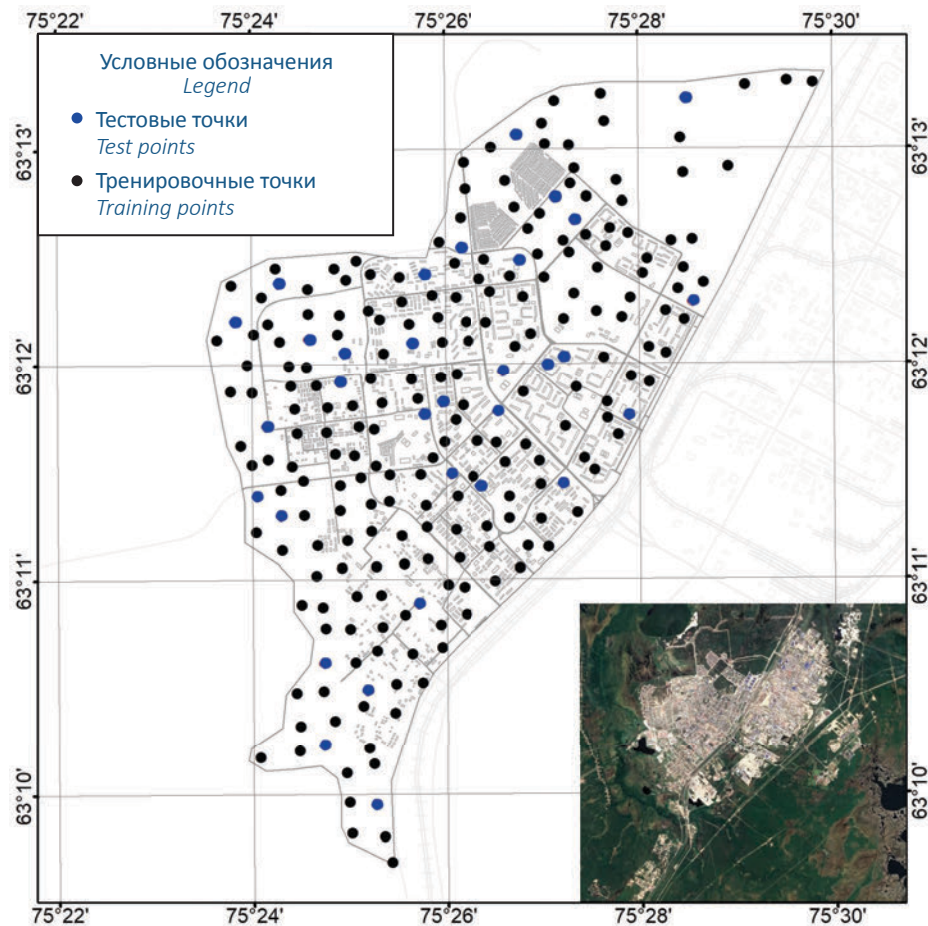 75°22' 75°24' 75°26' 75°28' 75°30'
Условные обозначения
Legend
Тестовые точки
Test points
Тренировочные точки
Training points
63°13' 63°13'
63°12' 63°12'
63°11' 63°11'
63°10' 63°10'
75°22' 75°24' 75°26' 75°28' 75°30'